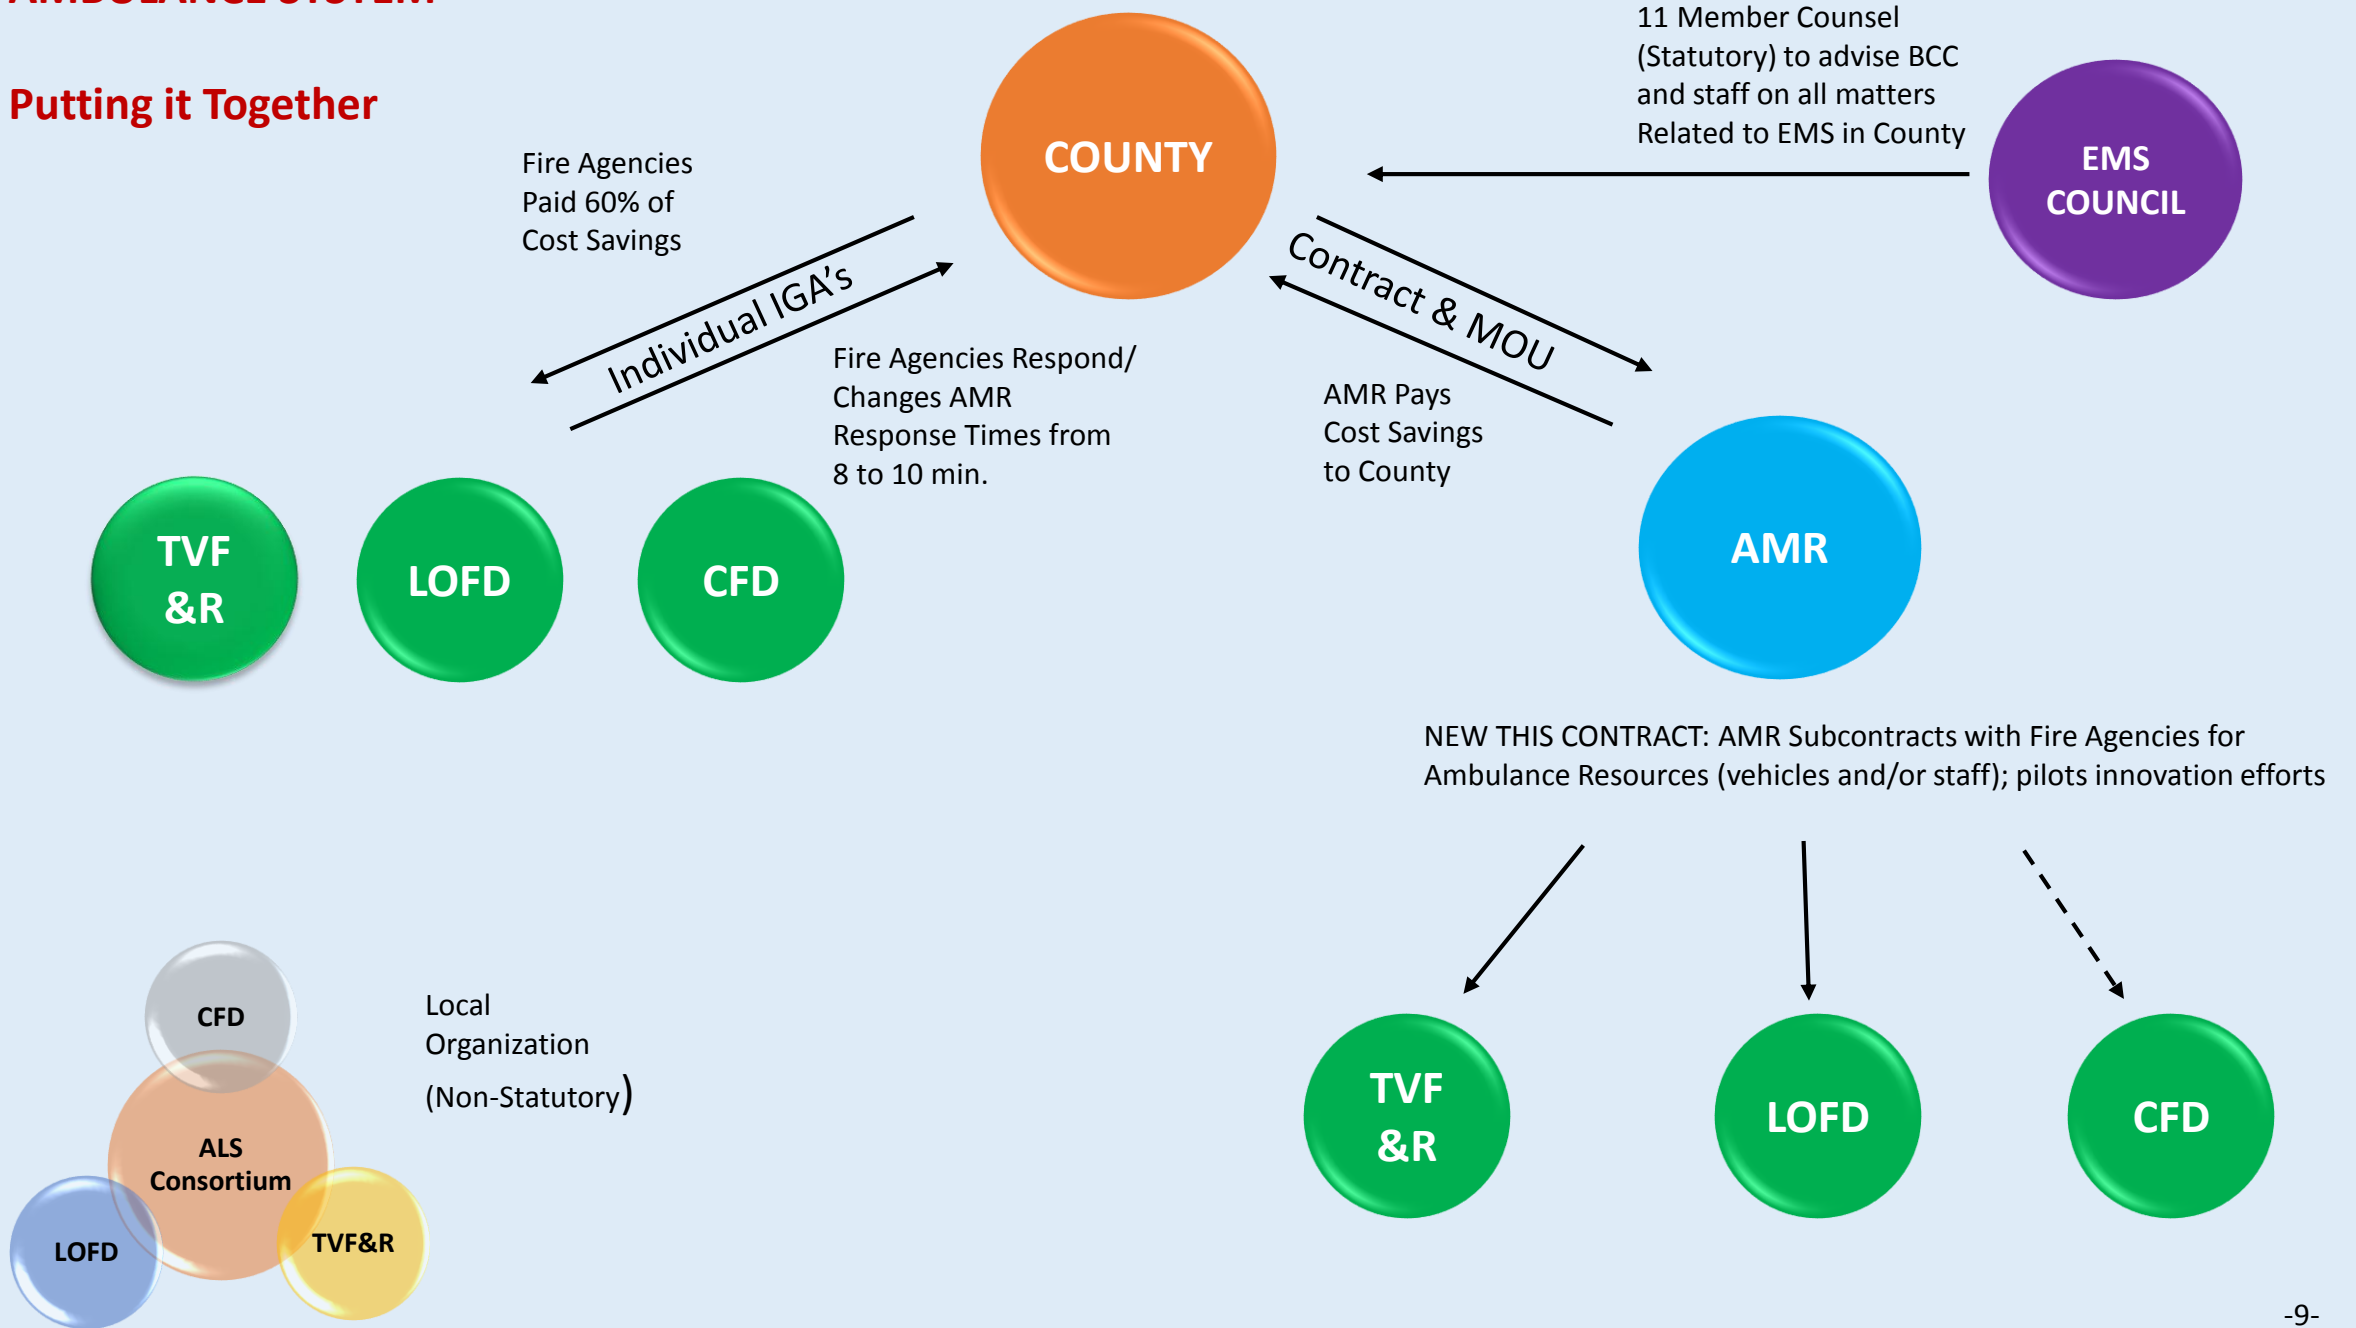 AMBULANCE SYSTEM
Putting it Together
11 Member Counsel
(Statutory) to advise BCC
and staff on all matters
Related to EMS in County
COUNTY
EMS
COUNCIL
Fire Agencies
Paid 60% of
Cost Savings
Individual IGA's
Fire Agencies Respond/
Changes AMR
Response Times from
8 to 10 min.
Contract & MOU
AMR Pays
Cost Savings
to County
TVF
&R
LOFD
CFD
AMR
NEW THIS CONTRACT: AMR Subcontracts with Fire Agencies for
Ambulance Resources (vehicles and/or staff); pilots innovation efforts
TVF
&R
LOFD
CFD
CFD
ALS
Consortium
LOFD
TVF&R
Local
Organization
(Non-Statutory)
-9-